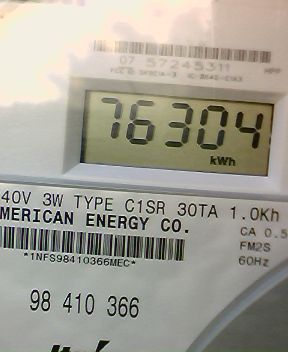 07 57245311
76304
kWh
40V 3W TYPE C1SR 30TA 1.0Kh
MERICAN ENERGY CO.
CA 0.5
FM2S
60Hz
*1NFS98410366MEC*
98 410 366